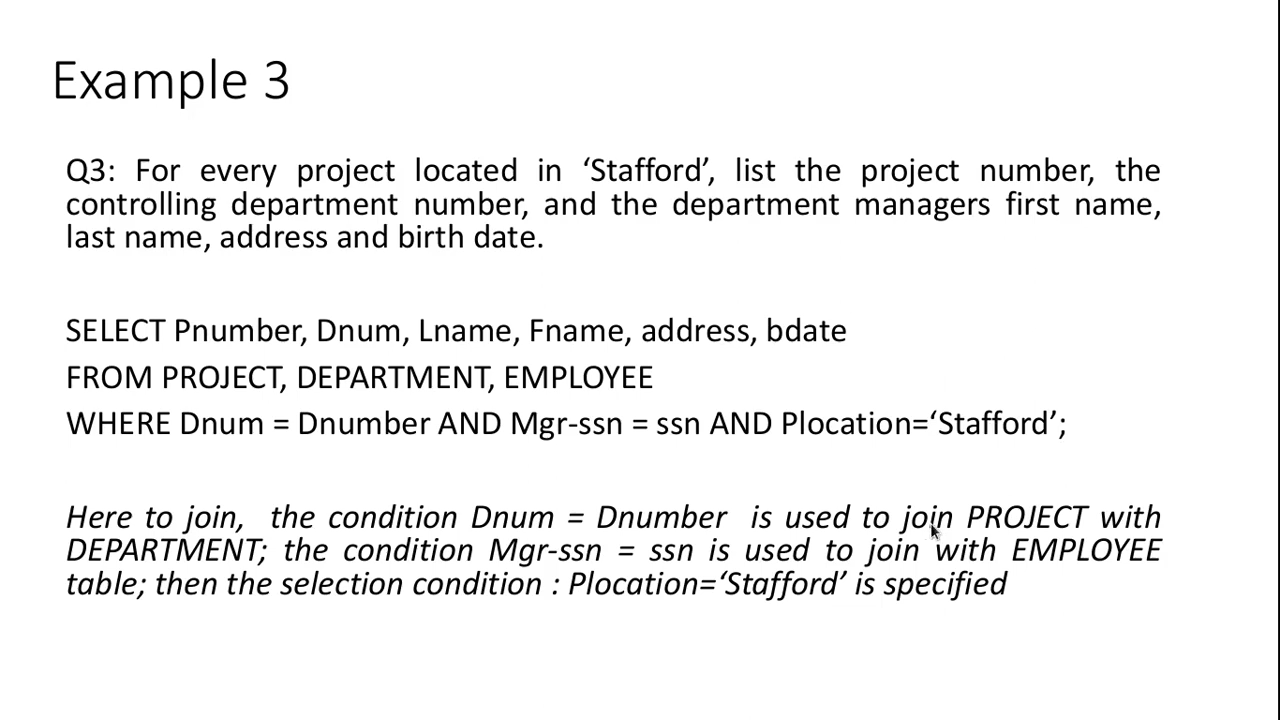 Example 3
Q3: For every project located in ‘Stafford’, list the project number, the
controlling department number, and the department managers first name,
last name, address and birth date.
SELECT Pnumber, Dnum, Lname, Fname, address, bdate
FROM PROJECT, DEPARTMENT, EMPLOYEE
WHERE Dnum = Dnumber AND Mgr-ssn = ssn AND Plocation=‘Stafford’;
Here to join, the condition Dnum = Dnumber is used to join PROJECT with
DEPARTMENT; the condition Mgr-ssn = ssn is used to join with EMPLOYEE
table; then the selection condition : Plocation=‘Stafford’ is specified